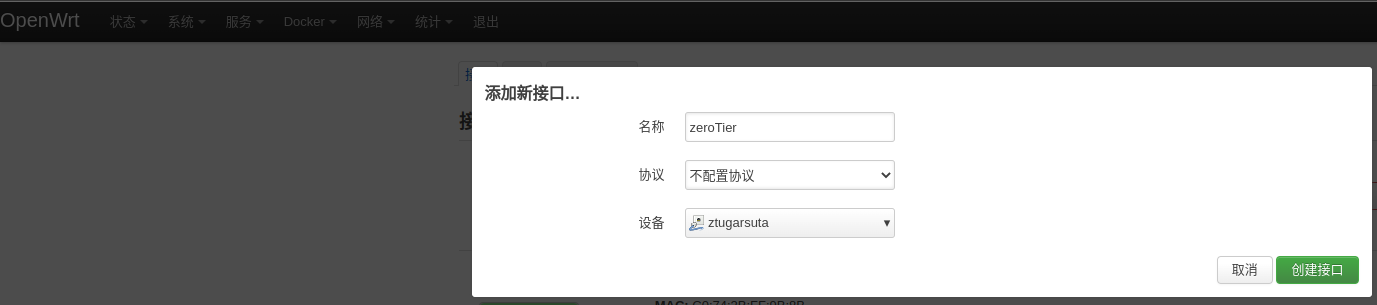 OpenWrt 状态 系统 服务 Docker 网络 统计 退出
添加新接口…
名称 zeroTier
协议 不配置协议
设备 ztugarsuta
取消 创建接口